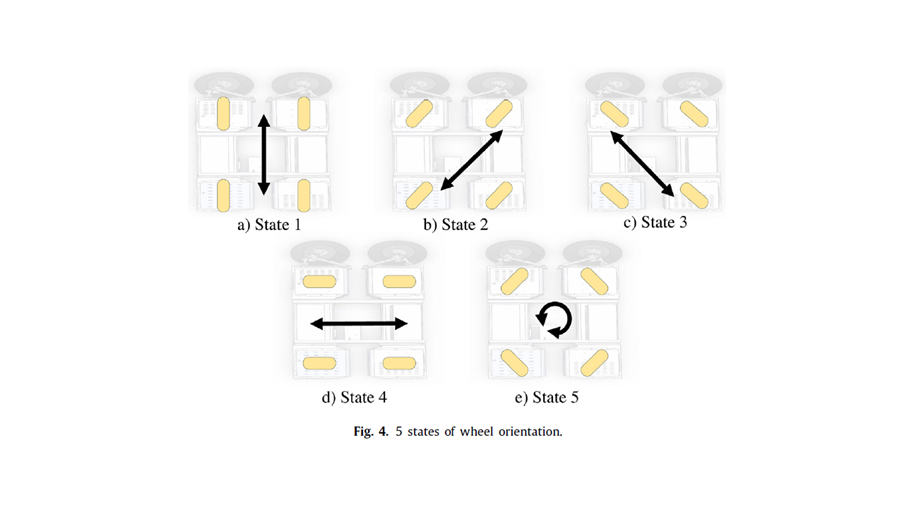 a) State 1
b) State 2
c) State 3
d) State 4
e) State 5
Fig. 4. 5 states of wheel orientation.